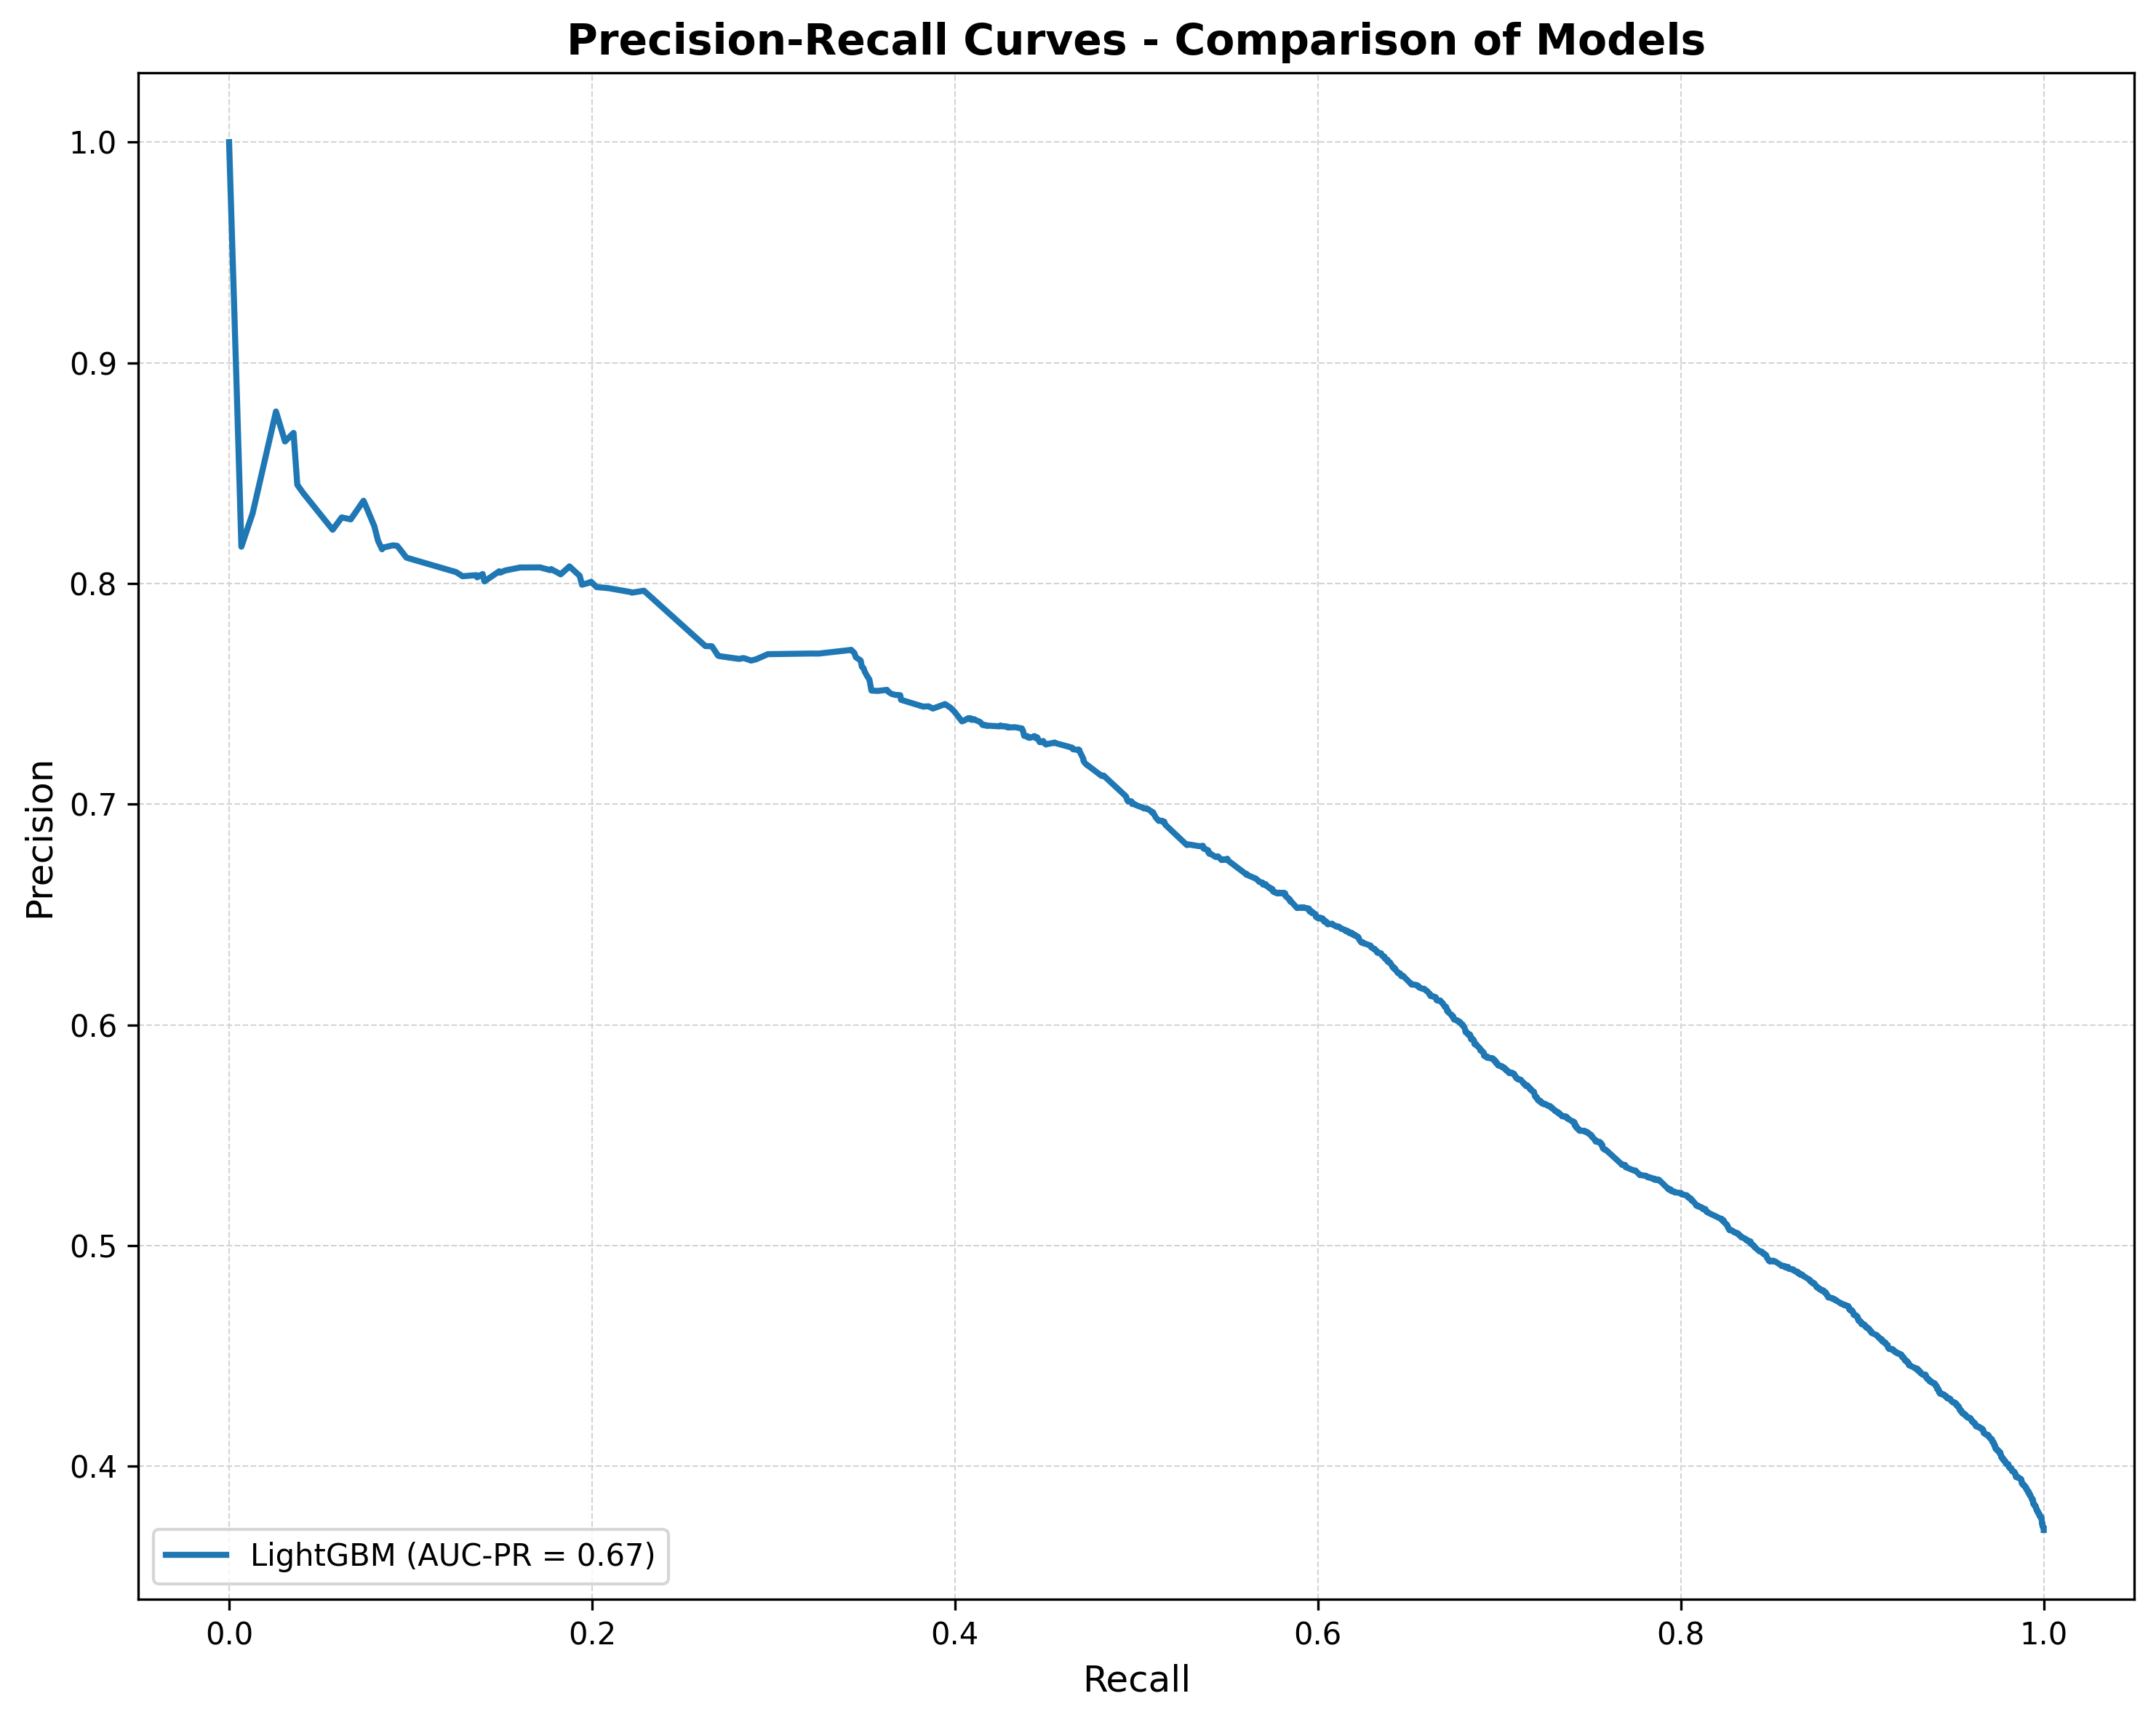 Precision-Recall Curves - Comparison of Models
Precision
1.0
0.9
0.8
0.7
0.6
0.5
0.4
LightGBM (AUC-PR = 0.67)
0.0 0.2 0.4 0.6 0.8 1.0
Recall